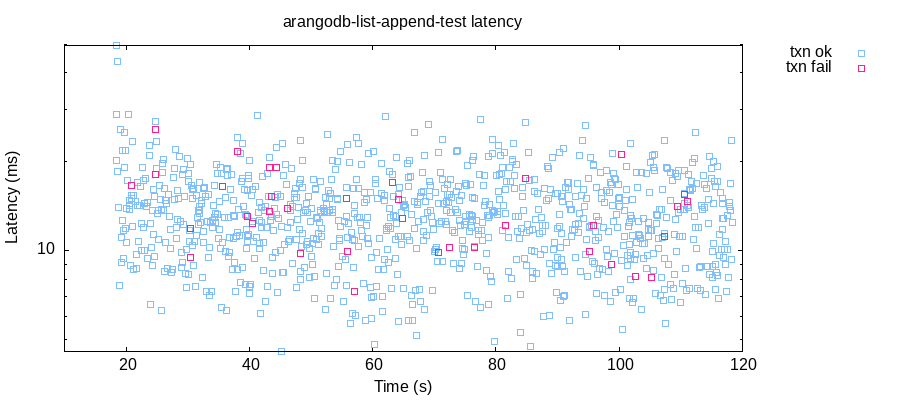 arangodb-list-append-test latency
txn ok
txn fail
Latency (ms)
10
20
40
60
80
100
120
Time (s)